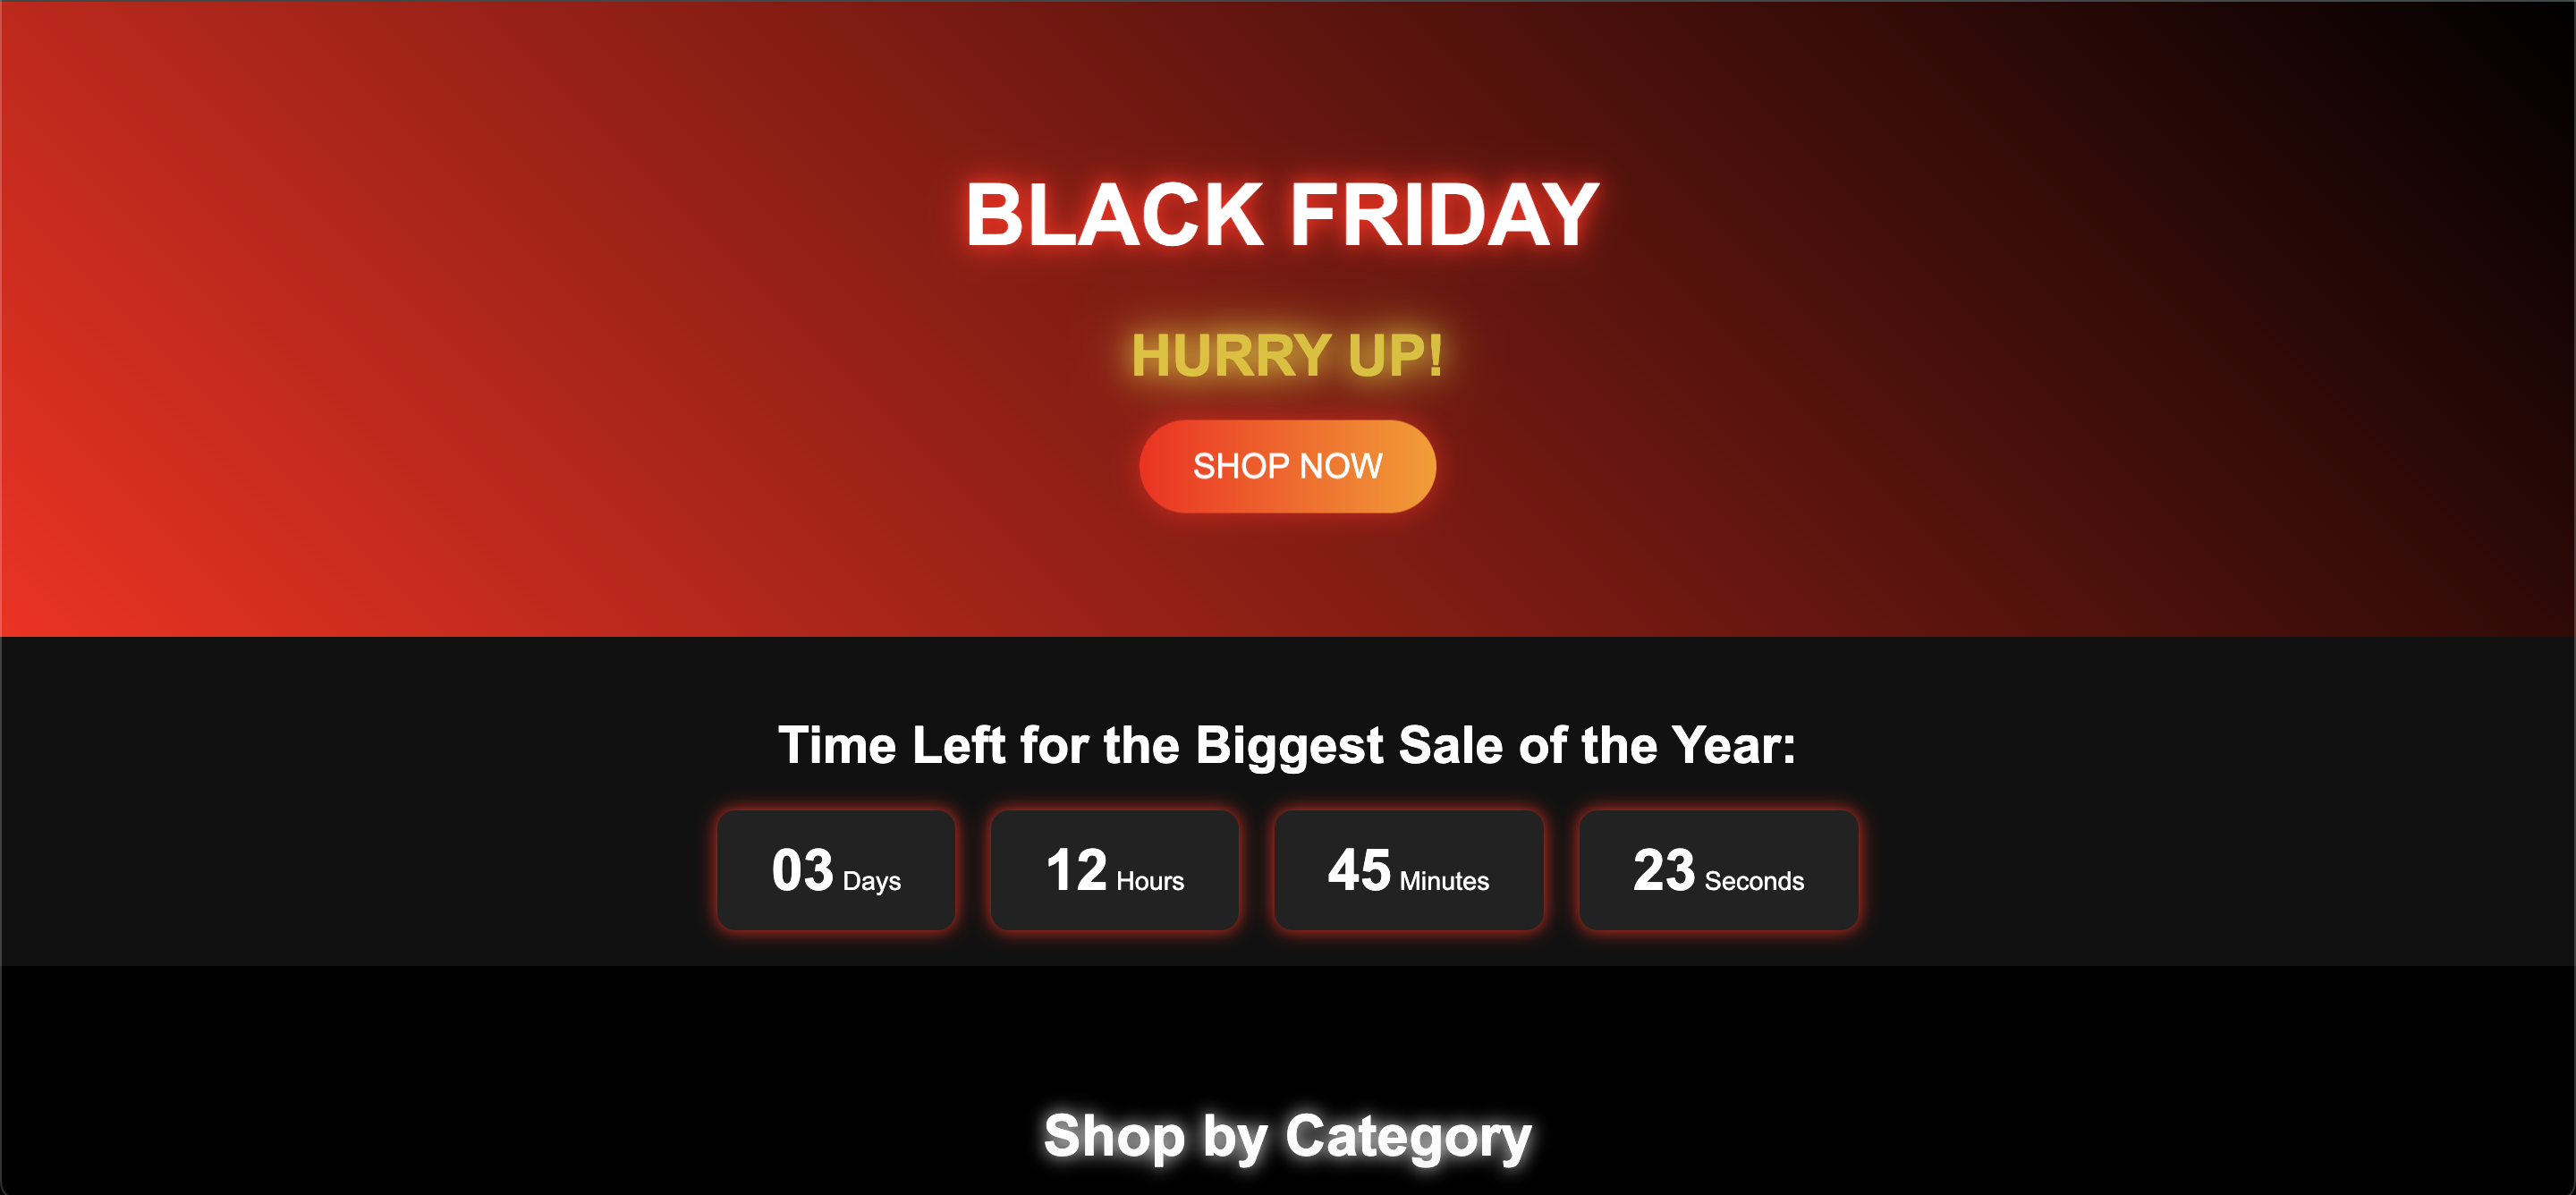 BLACK FRIDAY
HURRY UP!
SHOP NOW
Time Left for the Biggest Sale of the Year:
03 Days 12 Hours 45 Minutes 23 Seconds
Shop by Category